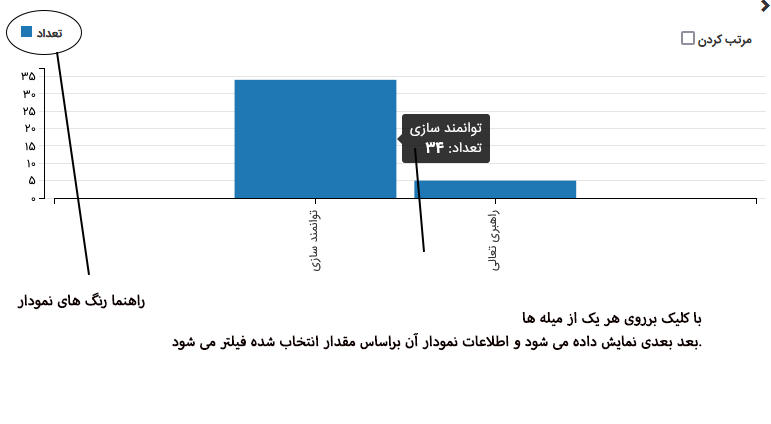 تعداد
مرتب کردن
۳۵
۳۰
۲۵
۲۰
۱۵
۱۰
۵
۰
توانمند سازی
تعداد: ۳۴
توانمند سازی
راهبری تعالی
راهنما رنگ های نمودار
با کلیک برروی هر یک از میله ها
.بعد بعدی نمایش داده می شود و اطلاعات نمودار آن براساس مقدار انتخاب شده فیلتر می شود